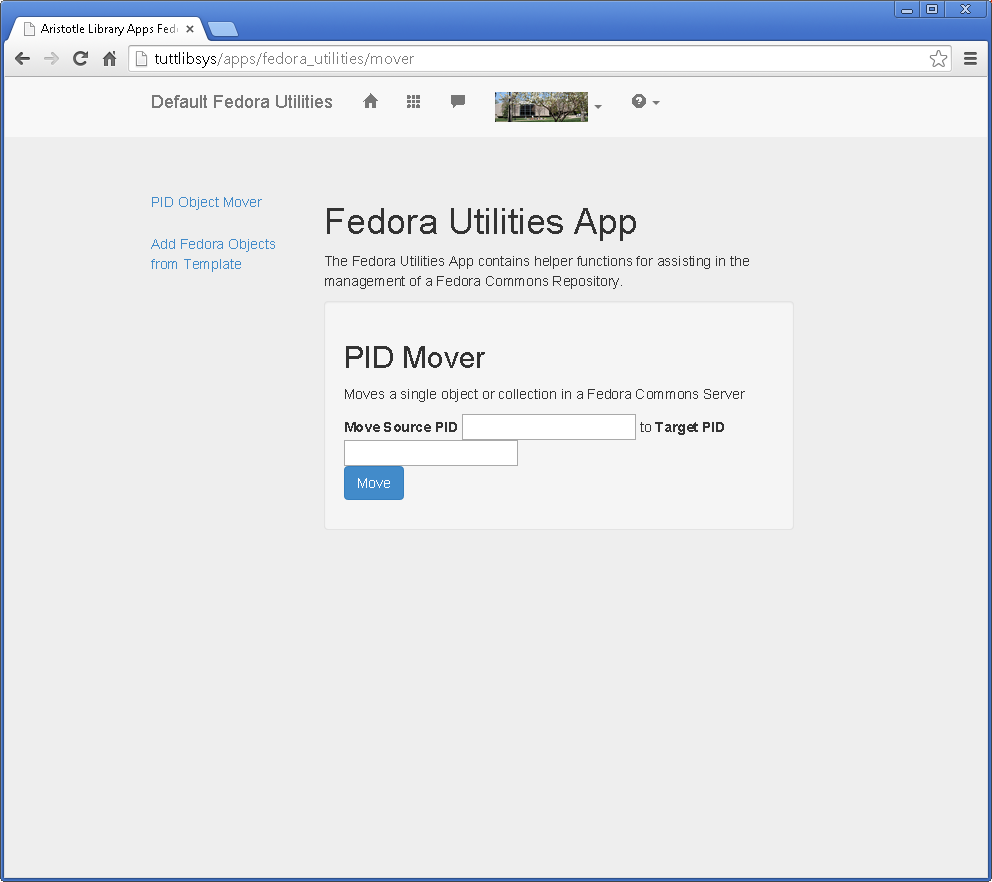 Aristotle Library Apps Fed
tuttlibsys/apps/fedora_utilities/mover
Default Fedora Utilities
PID Object Mover
Add Fedora Objects
from Template
Fedora Utilities App
The Fedora Utilities App contains helper functions for assisting in the
management of a Fedora Commons Repository.
PID Mover
Moves a single object or collection in a Fedora Commons Server
Move Source PID to Target PID
Move